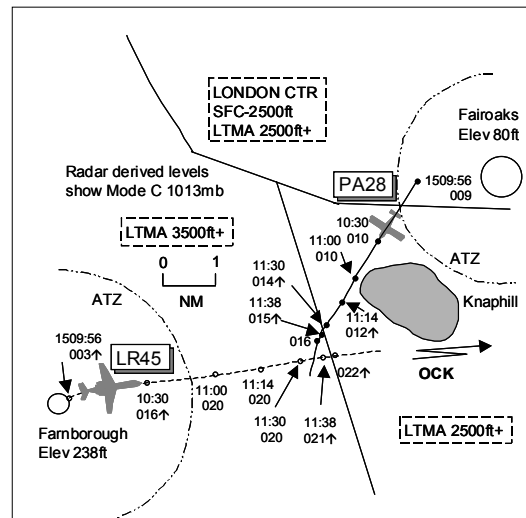 LONDON CTR
SFC-2500ft
LTMA 2500ft+
Fairoaks
Elev 80ft
Radar derived levels
show Mode C 1013mb
PA28
1509:56
009
10:30
010
LTMA 3500ft+
0 1
NM
11:00
010
ATZ
11:30
014↑
Knaphill
ATZ
11:38
015↑
11:14
012↑
1509:56
003↑
016
LR45
OCK
022↑
10:30
016↑
11:00
020
11:14
020
11:30
020
11:38
021↑
Farnborough
Elev 238ft
LTMA 2500ft+